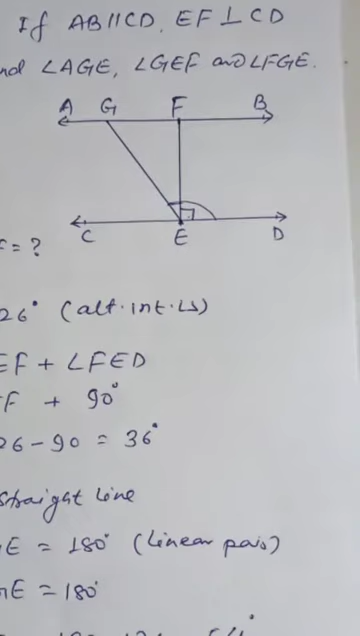 If AB || CD, EF ⊥ CD
nd ∠AGE, ∠GEF and ∠FGE.
A G F B
C E D
= ?
26° (alt. int. ∠s)
EF + ∠FED
F + 90°
26 - 90 = 36°
straight line
E = 180° (linear pair)
E = 180°